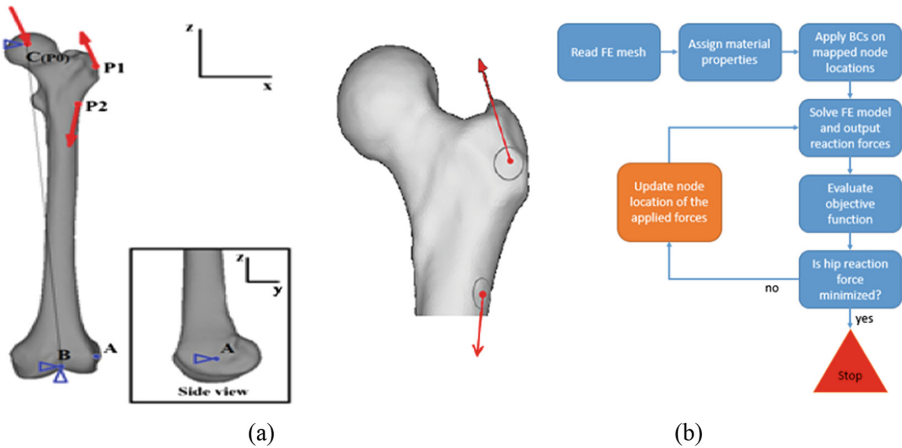 z
x
C(P0)
P1
P2
B
A
z
y
A
Side view
(a)
Read FE mesh
Assign material
properties
Apply BCs on
mapped node
locations
Solve FE model
and output
reaction forces
Update node
location of the
applied forces
Evaluate
objective
function
Is hip reaction
force
minimized?
no
yes
Stop
(b)